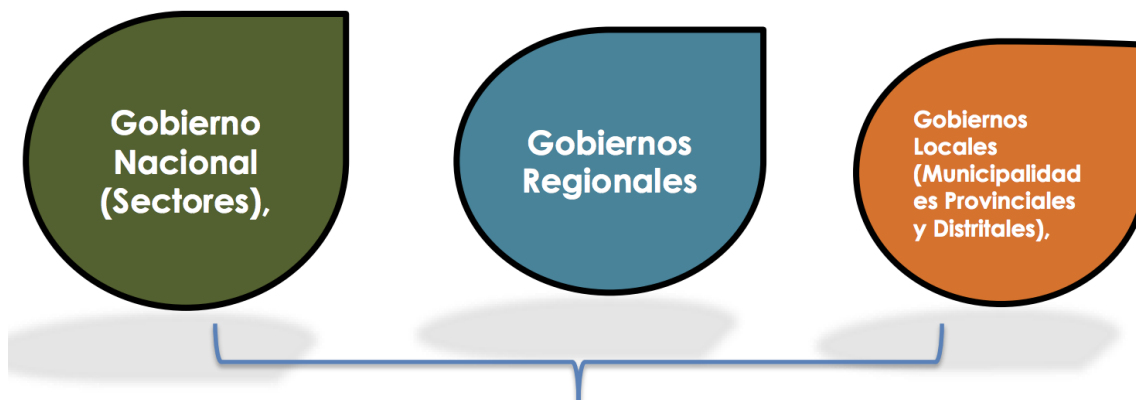 Gobierno
Nacional
(Sectores),
Gobiernos
Regionales
Gobiernos
Locales
(Municipalidad
es Provinciales
y Distritales),